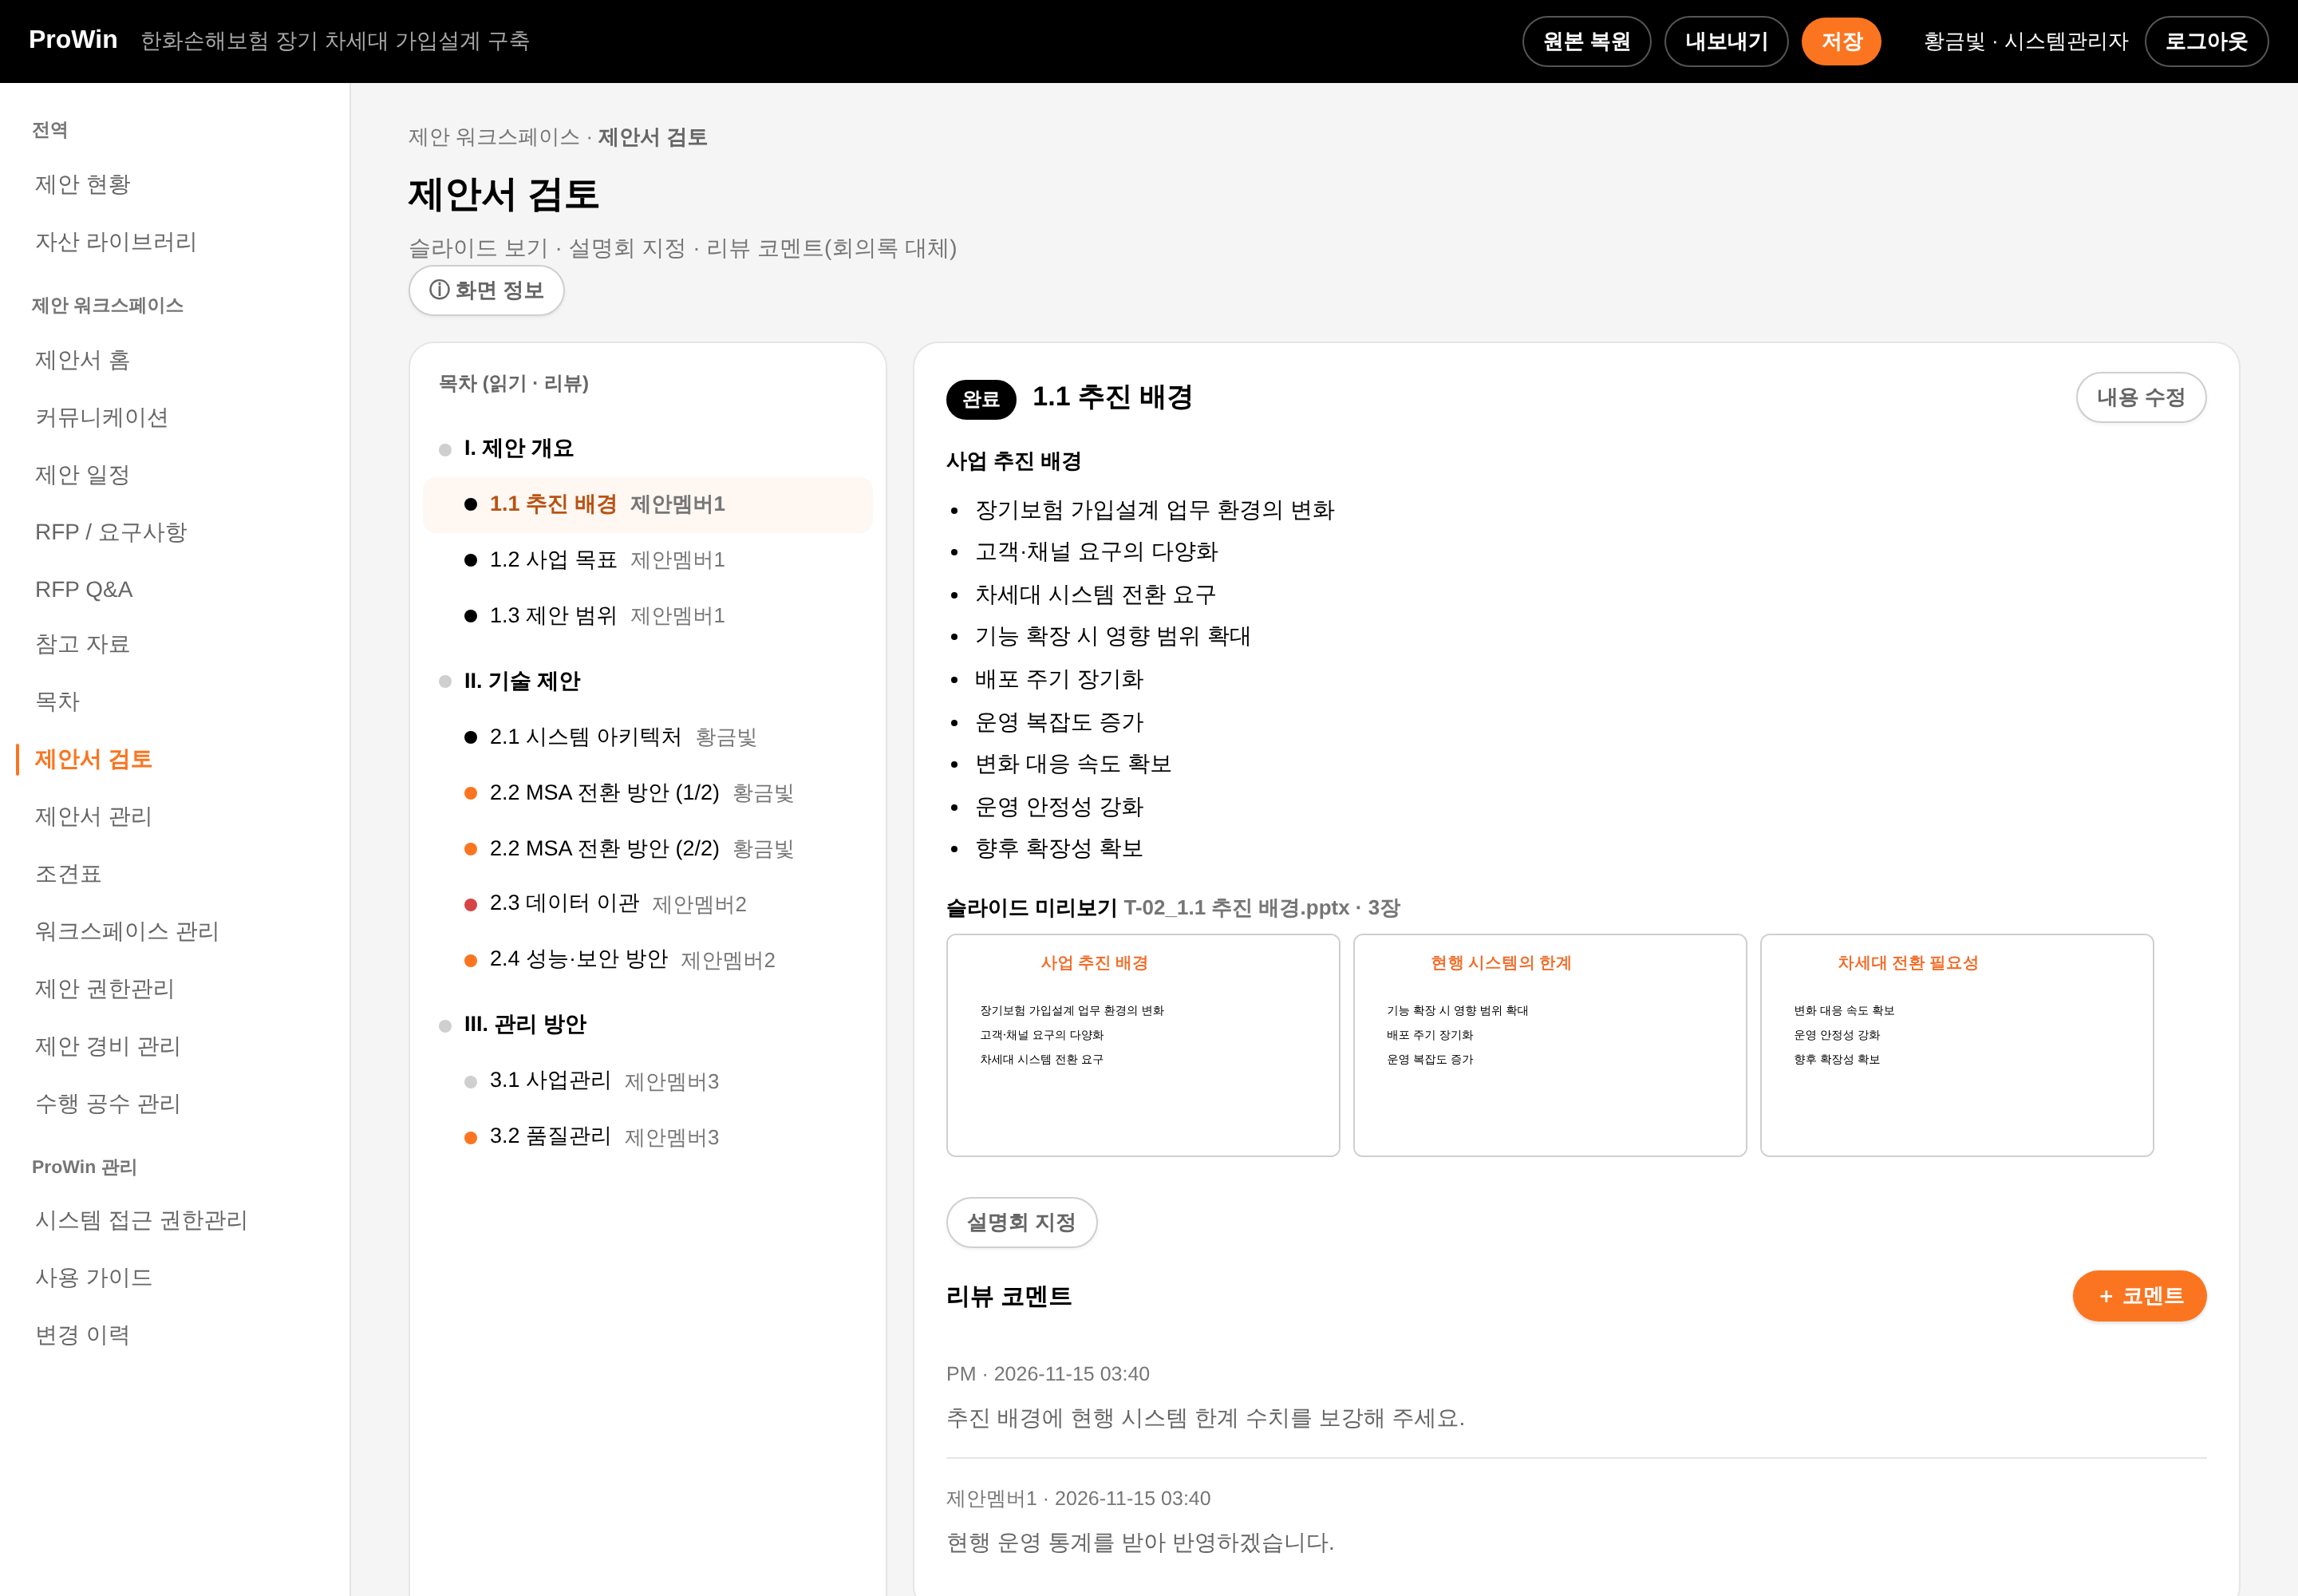 ProWin 한화손해보험 장기 차세대 가입설계 구축 원본 복원 내보내기 저장 황금빛 · 시스템관리자 로그아웃
전역
제안 현황
자산 라이브러리
제안 워크스페이스
제안서 홈
커뮤니케이션
제안 일정
RFP / 요구사항
RFP Q&A
참고 자료
목차
제안서 검토
제안서 관리
조견표
워크스페이스 관리
제안 권한관리
제안 경비 관리
수행 공수 관리
ProWin 관리
시스템 접근 권한관리
사용 가이드
변경 이력
제안 워크스페이스 · 제안서 검토
제안서 검토
슬라이드 보기 · 설명회 지정 · 리뷰 코멘트(회의록 대체)
ⓘ 화면 정보
목차 (읽기 · 리뷰)
I. 제안 개요
1.1 추진 배경 제안멤버1
1.2 사업 목표 제안멤버1
1.3 제안 범위 제안멤버1
II. 기술 제안
2.1 시스템 아키텍처 황금빛
2.2 MSA 전환 방안 (1/2) 황금빛
2.2 MSA 전환 방안 (2/2) 황금빛
2.3 데이터 이관 제안멤버2
2.4 성능·보안 방안 제안멤버2
III. 관리 방안
3.1 사업관리 제안멤버3
3.2 품질관리 제안멤버3
완료 1.1 추진 배경 내용 수정
사업 추진 배경
• 장기보험 가입설계 업무 환경의 변화
• 고객·채널 요구의 다양화
• 차세대 시스템 전환 요구
• 기능 확장 시 영향 범위 확대
• 배포 주기 장기화
• 운영 복잡도 증가
• 변화 대응 속도 확보
• 운영 안정성 강화
• 향후 확장성 확보
슬라이드 미리보기 T-02_1.1 추진 배경.pptx · 3장
사업 추진 배경
장기보험 가입설계 업무 환경의 변화
고객·채널 요구의 다양화
차세대 시스템 전환 요구
현행 시스템의 한계
기능 확장 시 영향 범위 확대
배포 주기 장기화
운영 복잡도 증가
차세대 전환 필요성
변화 대응 속도 확보
운영 안정성 강화
향후 확장성 확보
설명회 지정
리뷰 코멘트 + 코멘트
PM · 2026-11-15 03:40
추진 배경에 현행 시스템 한계 수치를 보강해 주세요.
제안멤버1 · 2026-11-15 03:40
현행 운영 통계를 받아 반영하겠습니다.